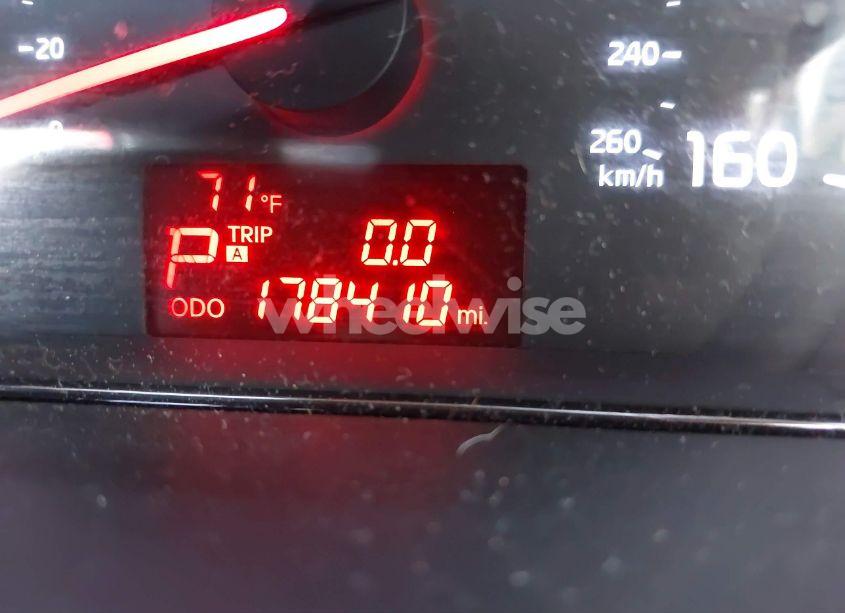 20
240
260
km/h
160
71°F
P TRIP A 0.0
ODO 178410 mi.
wheelwise